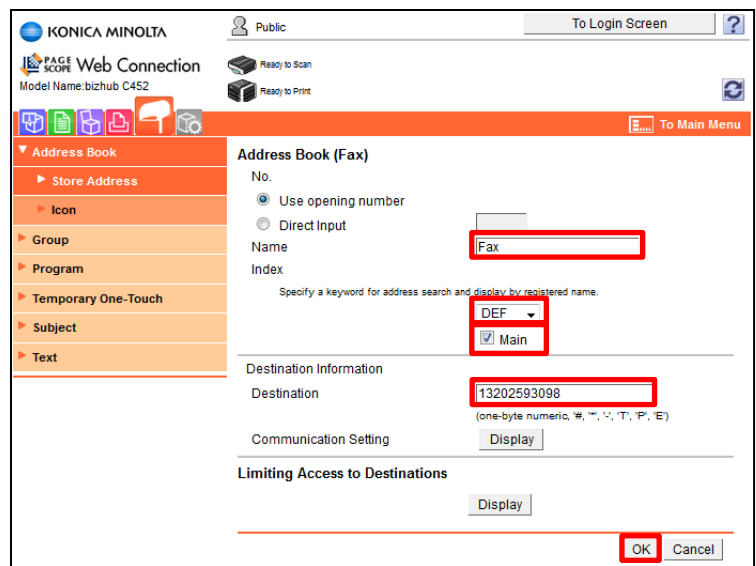 KONICA MINOLTA
Public
To Login Screen
?
PAGE SCOPE Web Connection
Ready to Scan
Model Name:bizhub C452
Ready to Print
To Main Menu
Address Book
Store Address
Icon
Group
Program
Temporary One-Touch
Subject
Text
Address Book (Fax)
No.
Use opening number
Direct Input
Name
Fax
Index
Specify a keyword for address search and display by registered name.
DEF
Main
Destination Information
Destination
13202593098
(one-byte numeric, '#, '*', '-', 'T', 'P', 'E')
Communication Setting
Display
Limiting Access to Destinations
Display
OK
Cancel